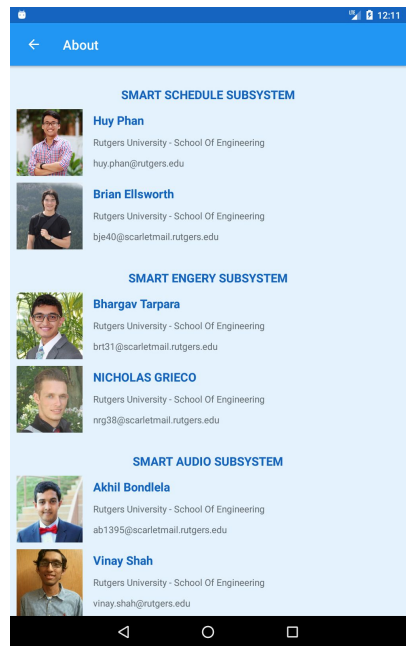 12:11
About
SMART SCHEDULE SUBSYSTEM
Huy Phan
Rutgers University - School Of Engineering
huy.phan@rutgers.edu
Brian Ellsworth
Rutgers University - School Of Engineering
bje40@scarletmail.rutgers.edu
SMART ENGERY SUBSYSTEM
Bhargav Tarpara
Rutgers University - School Of Engineering
brt31@scarletmail.rutgers.edu
NICHOLAS GRIECO
Rutgers University - School Of Engineering
nrg38@scarletmail.rutgers.edu
SMART AUDIO SUBSYSTEM
Akhil Bondlela
Rutgers University - School Of Engineering
ab1395@scarletmail.rutgers.edu
Vinay Shah
Rutgers University - School Of Engineering
vinay.shah@rutgers.edu